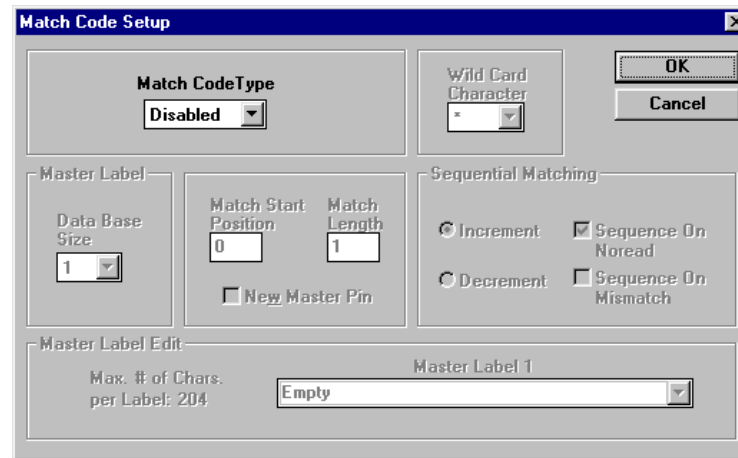 Match Code Setup
Match CodeType
Disabled
Wild Card
Character
*
OK
Cancel
Master Label
Data Base
Size
1
Match Start
Position
0
Match
Length
1
New Master Pin
Sequential Matching
Increment
Decrement
Sequence On
Noread
Sequence On
Mismatch
Master Label Edit
Max. # of Chars.
per Label: 204
Master Label 1
Empty